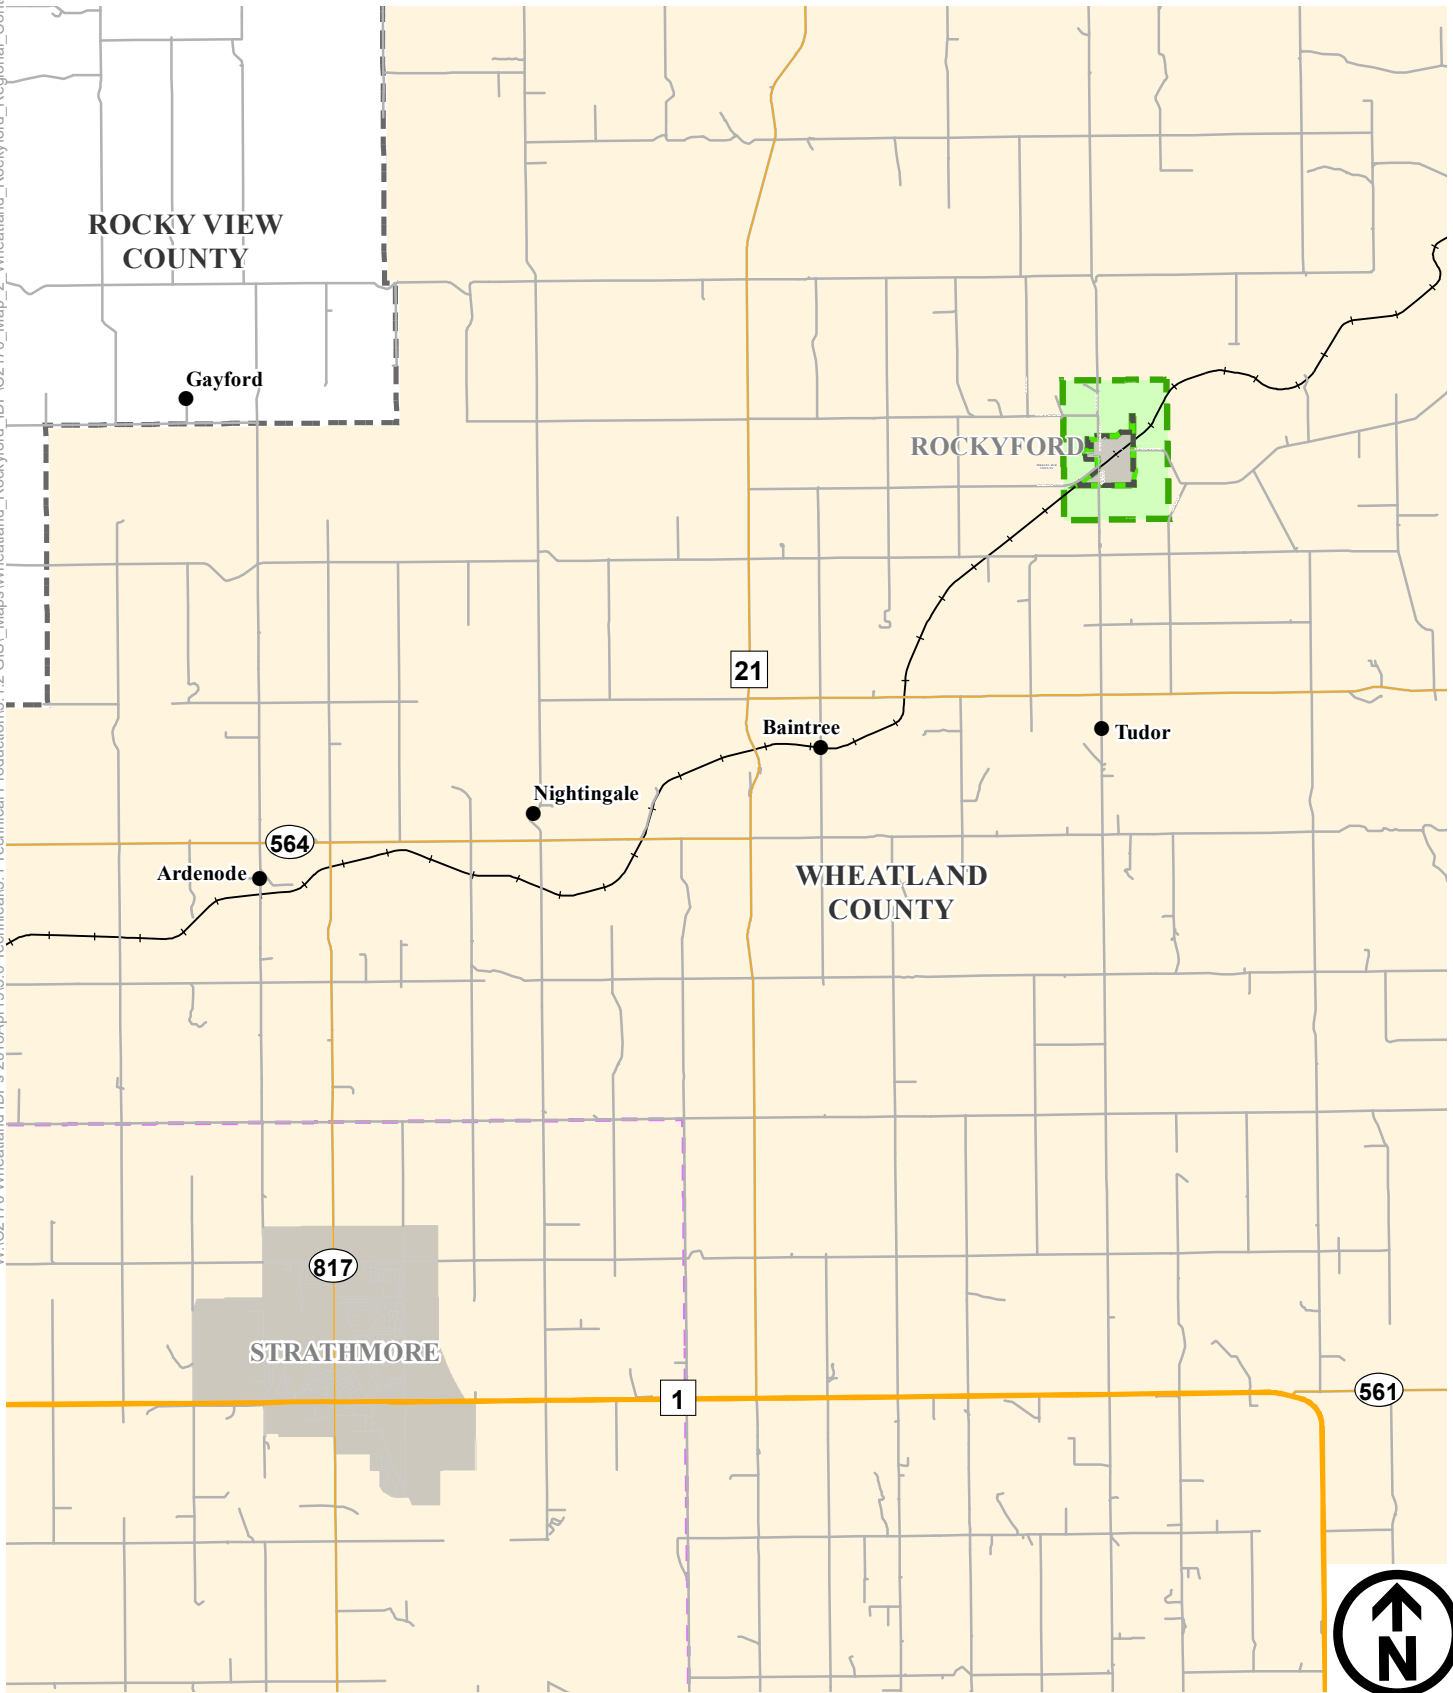 ROCKY VIEW
COUNTY
Gayford
ROCKYFORD
21
Baintree
Tudor
Nightingale
564
Ardenode
WHEATLAND
COUNTY
817
STRATHMORE
1
561
N